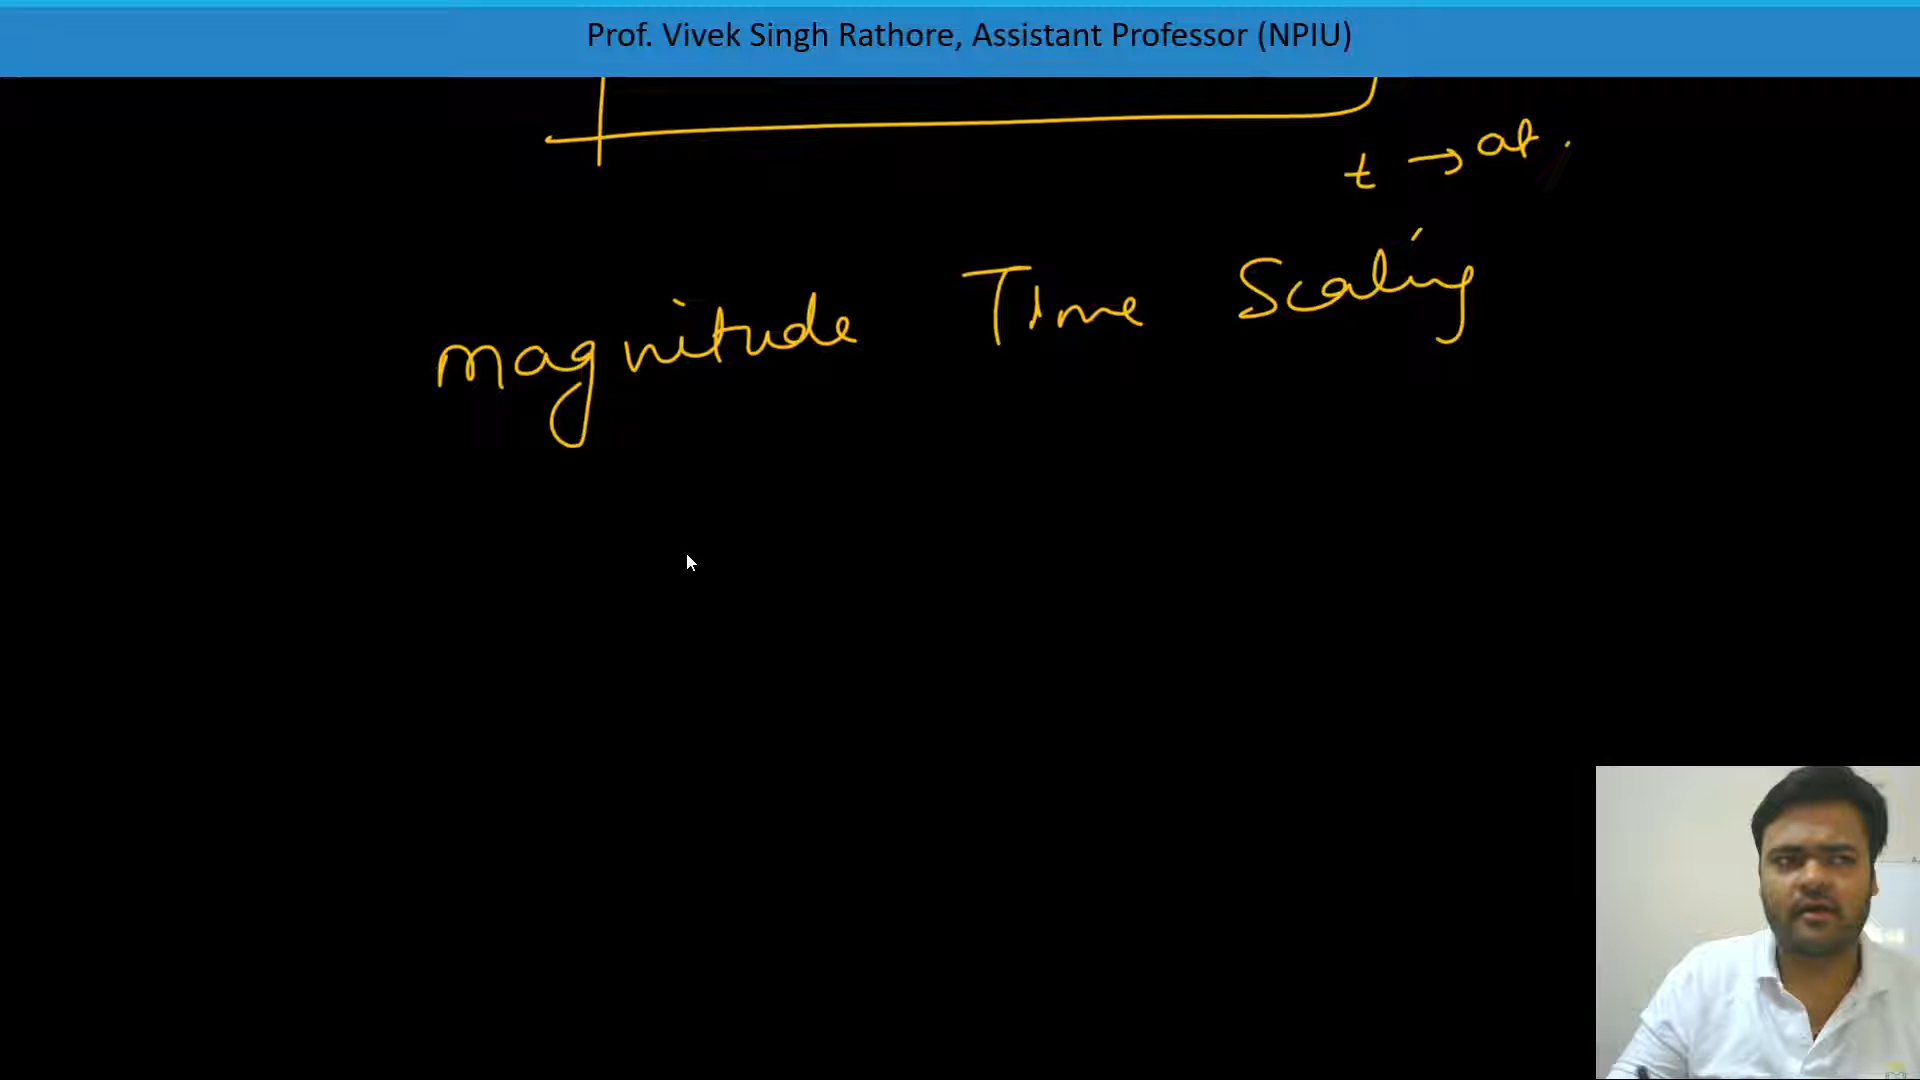 Prof. Vivek Singh Rathore, Assistant Professor (NPIU)
t → at.
magnitude Time Scaling